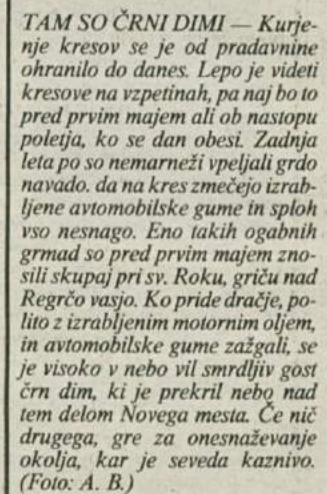 TAM SO ČRNI DIMI — Kurje-
nje kresov se je od pradavnine
ohranilo do danes. Lepo je videti
kresove na vzpetinah, pa naj bo to
pred prvim majem ali ob nastopu
poletja, ko se dan obesi. Zadnja
leta po so nemarneži vpeljali grdo
navado. da na kres zmečejo izrab-
ljene avtomobilske gume in sploh
vso nesnago. Eno takih ogabnih
grmad so pred prvim majem zno-
sili skupaj pri sv. Roku, griču nad
Regrčo vasjo. Ko pride dračje, po-
lito z izrabljenim motornim oljem,
in avtomobilske gume zažgali, se
je visoko v nebo vil smrdljiv gost
črn dim, ki je prekril nebo nad
tem delom Novega mesta. Če nič
drugega, gre za onesnaževanje
okolja, kar je seveda kaznivo.
(Foto: A. B.)